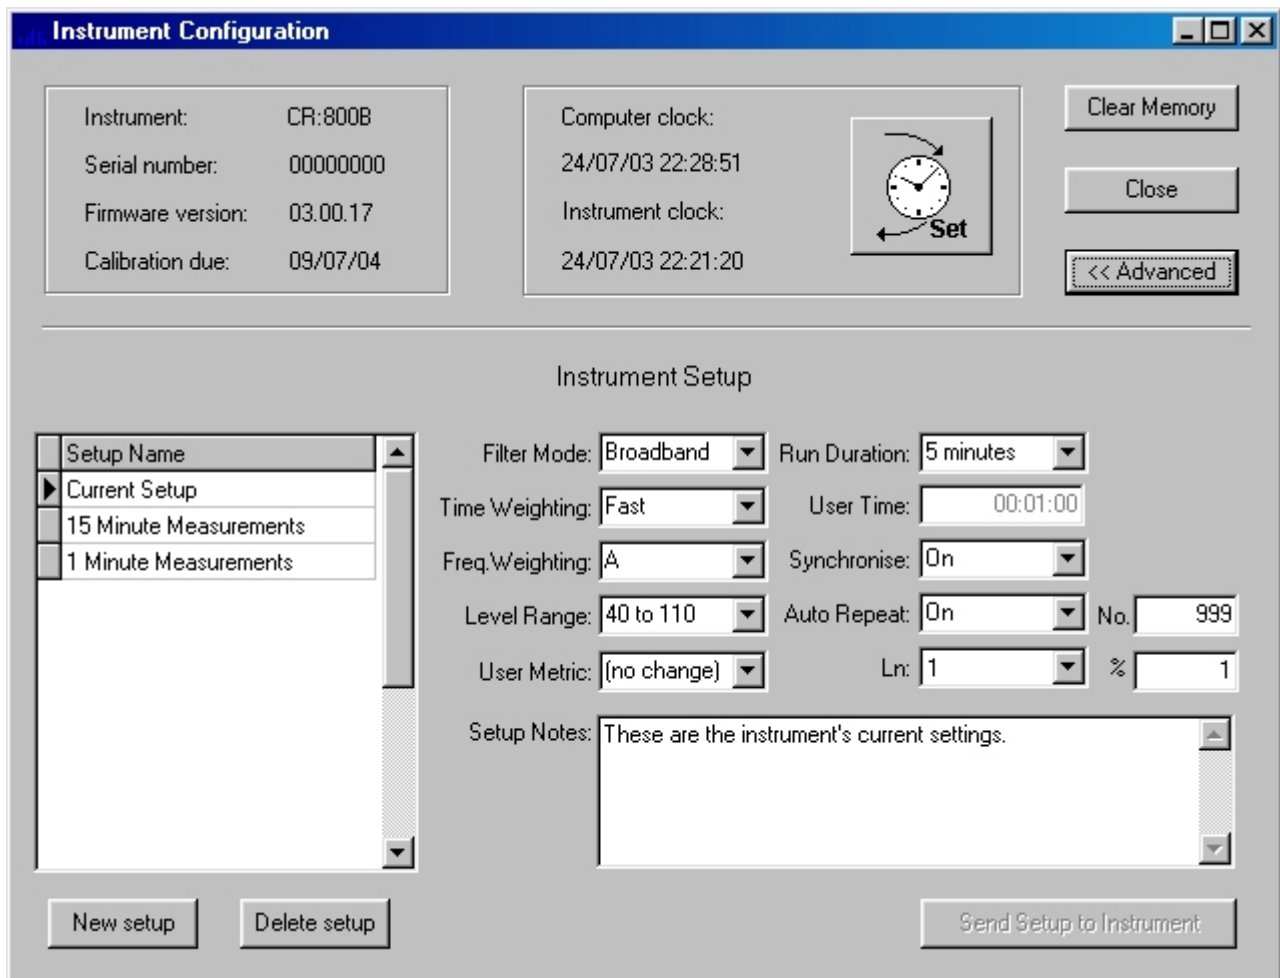 Instrument Configuration
Instrument: CR:800B
Serial number: 00000000
Firmware version: 03.00.17
Calibration due: 09/07/04
Computer clock:
24/07/03 22:28:51
Instrument clock:
24/07/03 22:21:20
Set
Clear Memory
Close
<< Advanced
Instrument Setup
Setup Name
Current Setup
15 Minute Measurements
1 Minute Measurements
Filter Mode: Broadband
Run Duration: 5 minutes
Time Weighting: Fast
User Time: 00:01:00
Freq.Weighting: A
Synchronise: On
Level Range: 40 to 110
Auto Repeat: On No. 999
User Metric: (no change)
Ln: 1 % 1
Setup Notes: These are the instrument's current settings.
New setup
Delete setup
Send Setup to Instrument